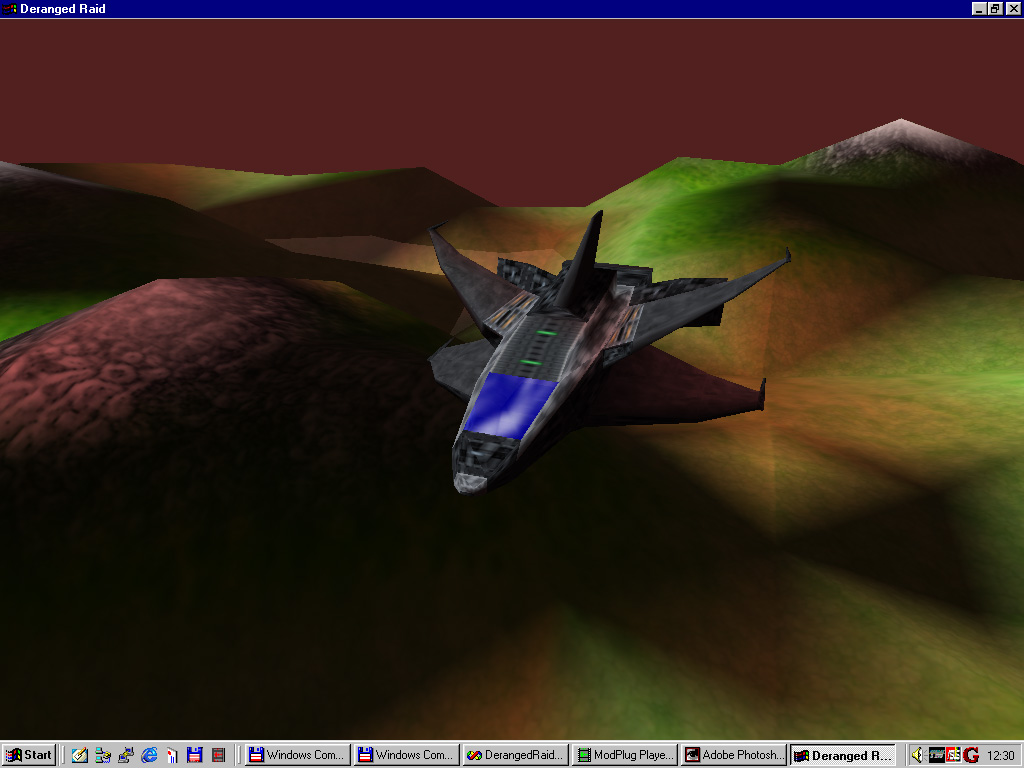 Deranged Raid
Start
Windows Com...
Windows Com...
DerangedRaid...
ModPlug Playe...
Adobe Photosh...
Deranged R...
12:30